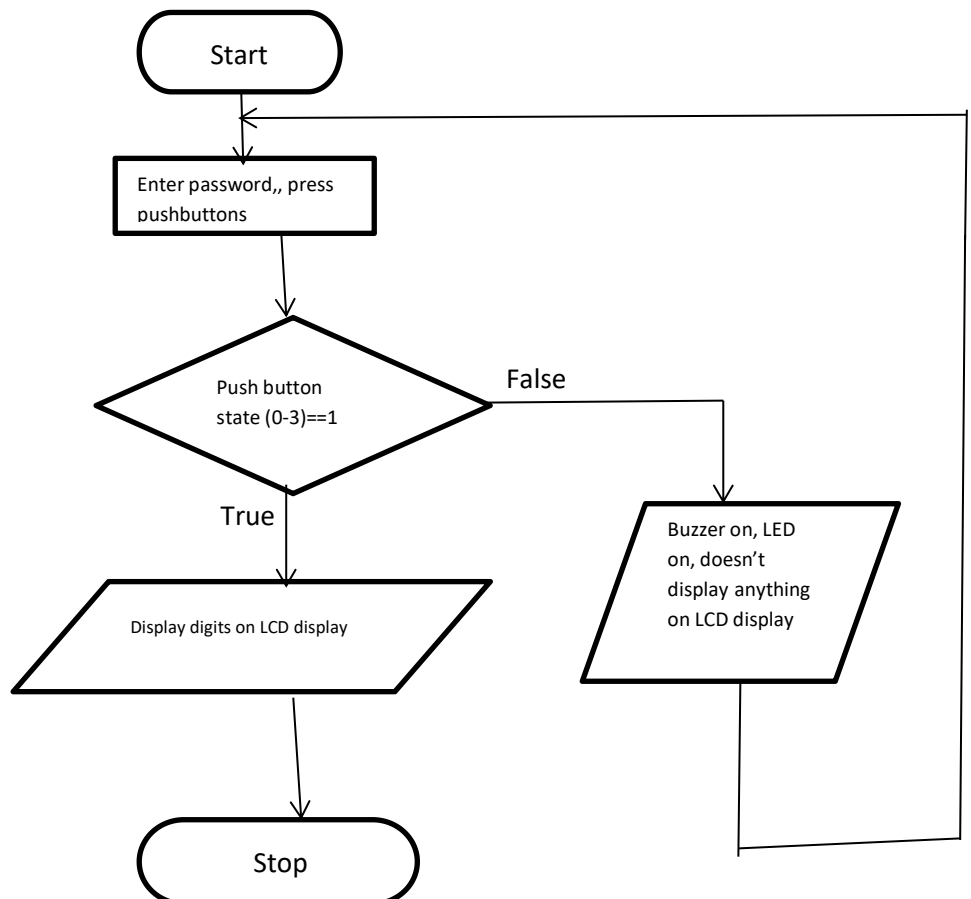 Start
Enter password,, press
pushbuttons
Push button
state (0-3)==1
False
True
Buzzer on, LED
on, doesn’t
display anything
on LCD display
Display digits on LCD display
Stop